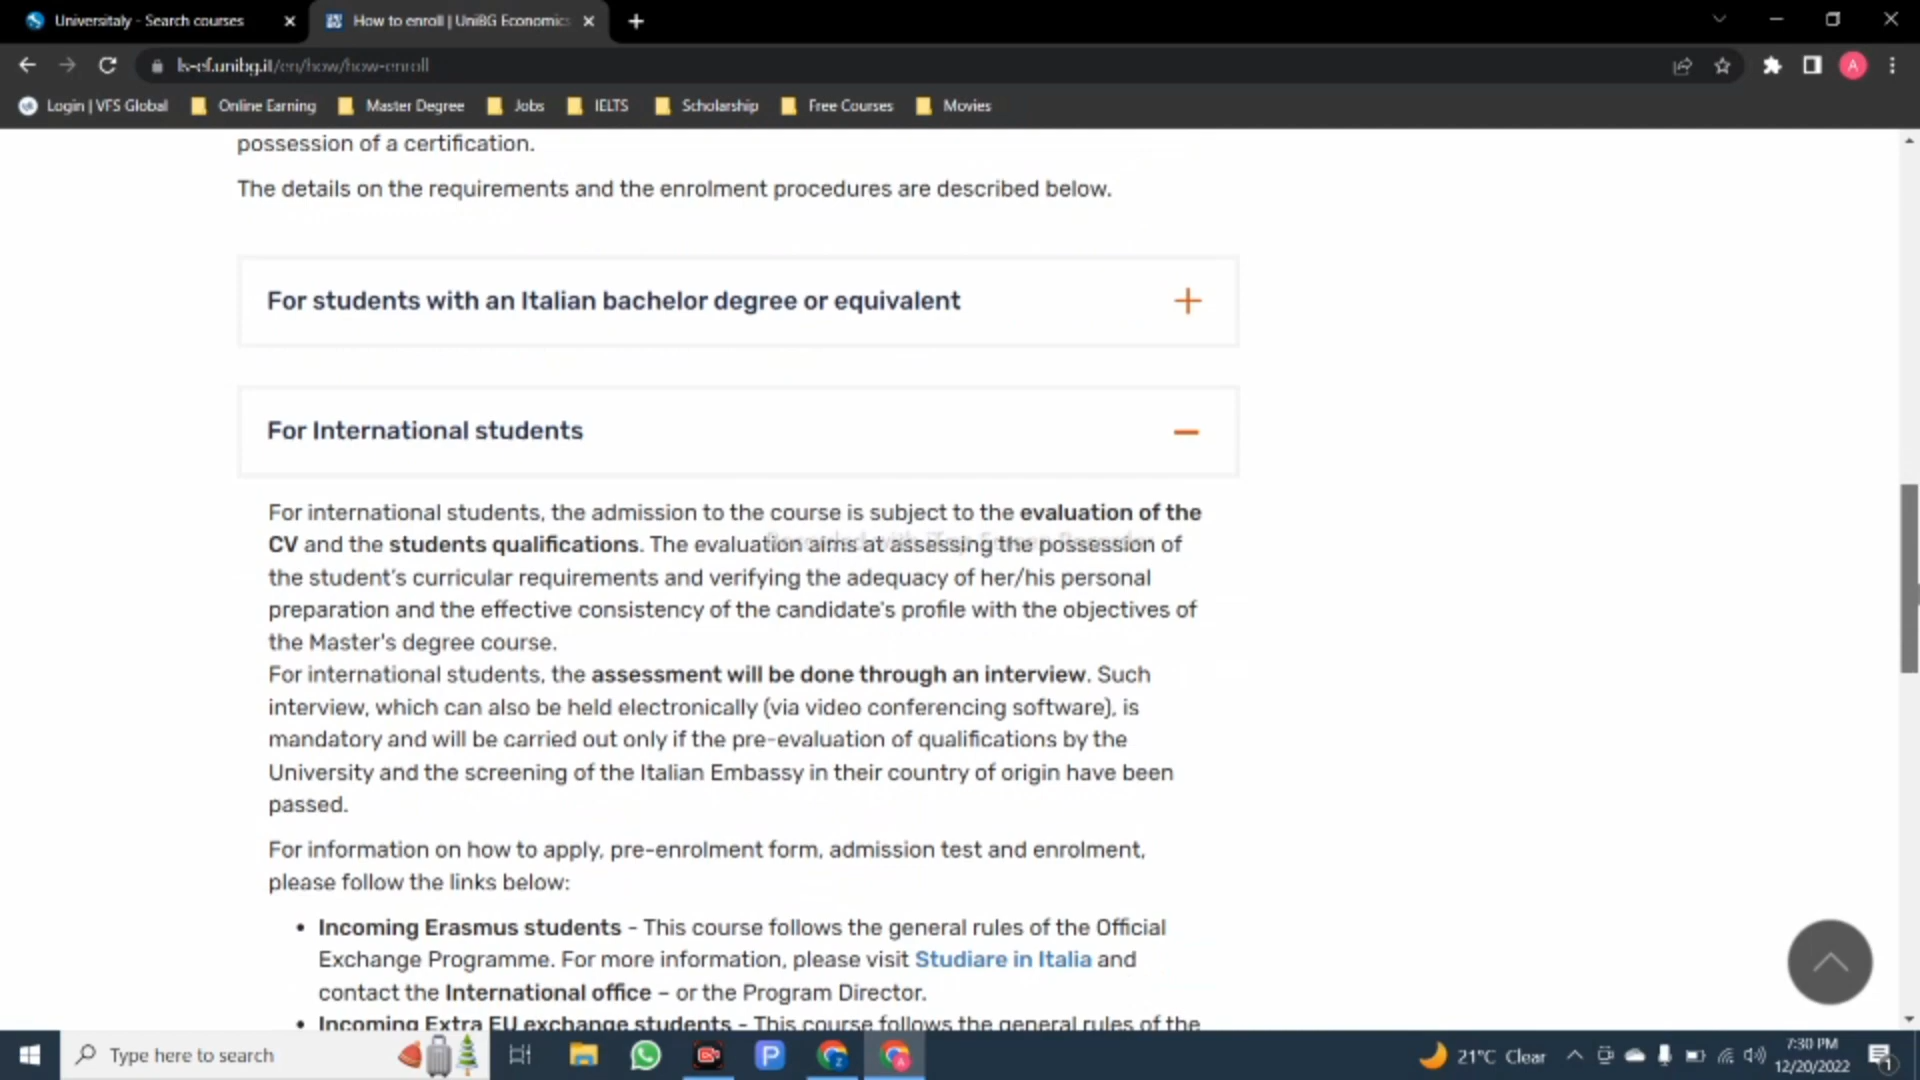 Universitaly - Search courses
How to enroll | UniBG Economics
ls-ef.unibg.it/en/how/how-enroll
A
Login | VFS Global Online Earning Master Degree Jobs IELTS Scholarship Free Courses Movies
possession of a certification.
The details on the requirements and the enrolment procedures are described below.
For students with an Italian bachelor degree or equivalent
For International students
For international students, the admission to the course is subject to the evaluation of the
CV and the students qualifications. The evaluation aims at assessing the possession of
the student's curricular requirements and verifying the adequacy of her/his personal
preparation and the effective consistency of the candidate's profile with the objectives of
the Master's degree course.
For international students, the assessment will be done through an interview. Such
interview, which can also be held electronically (via video conferencing software), is
mandatory and will be carried out only if the pre-evaluation of qualifications by the
University and the screening of the Italian Embassy in their country of origin have been
passed.
For information on how to apply, pre-enrolment form, admission test and enrolment,
please follow the links below:
• Incoming Erasmus students - This course follows the general rules of the Official
Exchange Programme. For more information, please visit Studiare in Italia and
contact the International office – or the Program Director.
• Incoming Extra EU exchange students - This course follows the general rules of the
Type here to search
21°C Clear
7:30 PM
12/20/2022